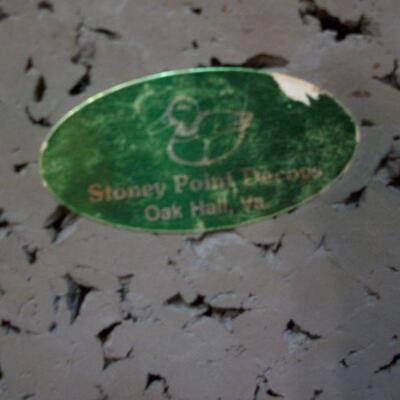 Stoney Point Decoys
Oak Hall, Va.